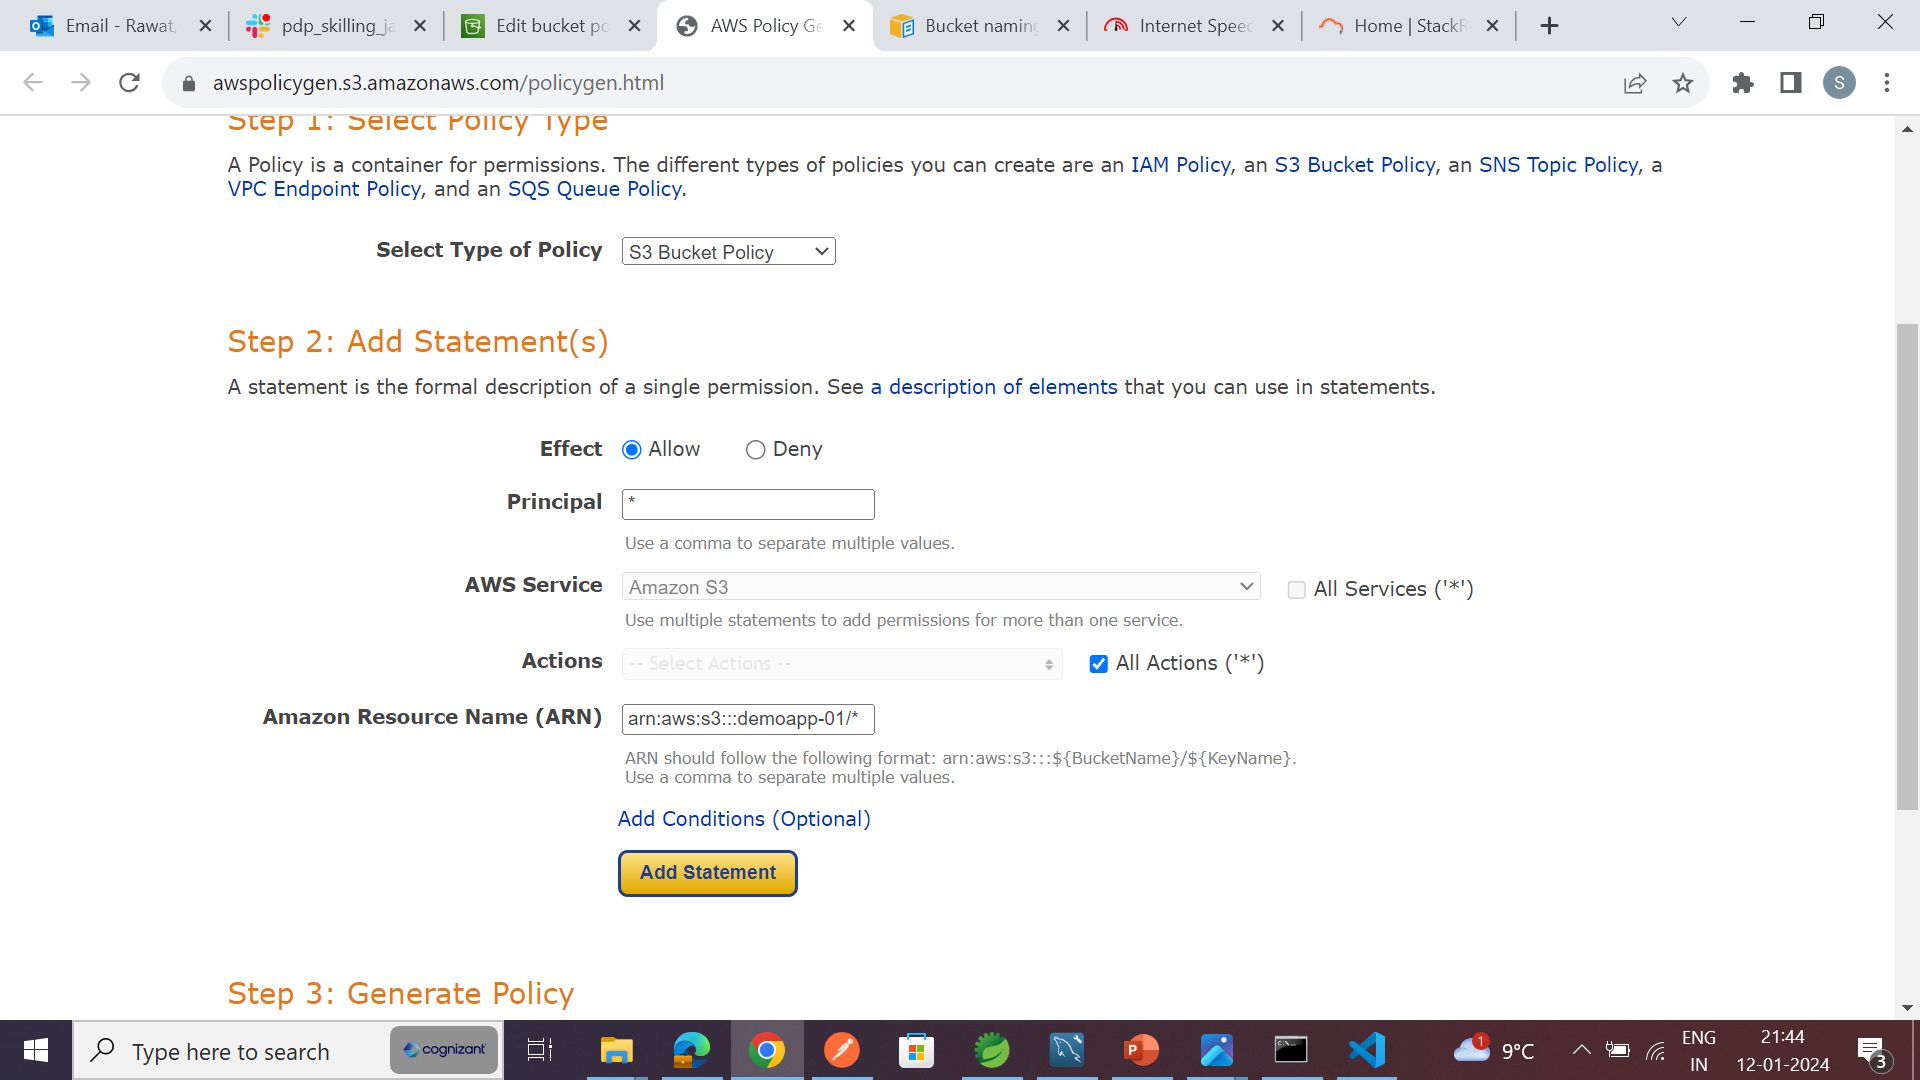 Email - Rawat,
pdp_skilling_ja
Edit bucket po
AWS Policy Ge
Bucket naming
Internet Speed
Home | StackR
awspolicygen.s3.amazonaws.com/policygen.html
S
Step 1: Select Policy Type
A Policy is a container for permissions. The different types of policies you can create are an IAM Policy, an S3 Bucket Policy, an SNS Topic Policy, a
VPC Endpoint Policy, and an SQS Queue Policy.
Select Type of Policy S3 Bucket Policy
Step 2: Add Statement(s)
A statement is the formal description of a single permission. See a description of elements that you can use in statements.
Effect Allow Deny
Principal *
Use a comma to separate multiple values.
AWS Service Amazon S3 All Services ('*')
Use multiple statements to add permissions for more than one service.
Actions -- Select Actions -- All Actions ('*')
Amazon Resource Name (ARN) arn:aws:s3:::demoapp-01/*
ARN should follow the following format: arn:aws:s3:::${BucketName}/${KeyName}.
Use a comma to separate multiple values.
Add Conditions (Optional)
Add Statement
Step 3: Generate Policy
Type here to search
cognizant
P
1
9°C
ENG
IN
21:44
12-01-2024
3